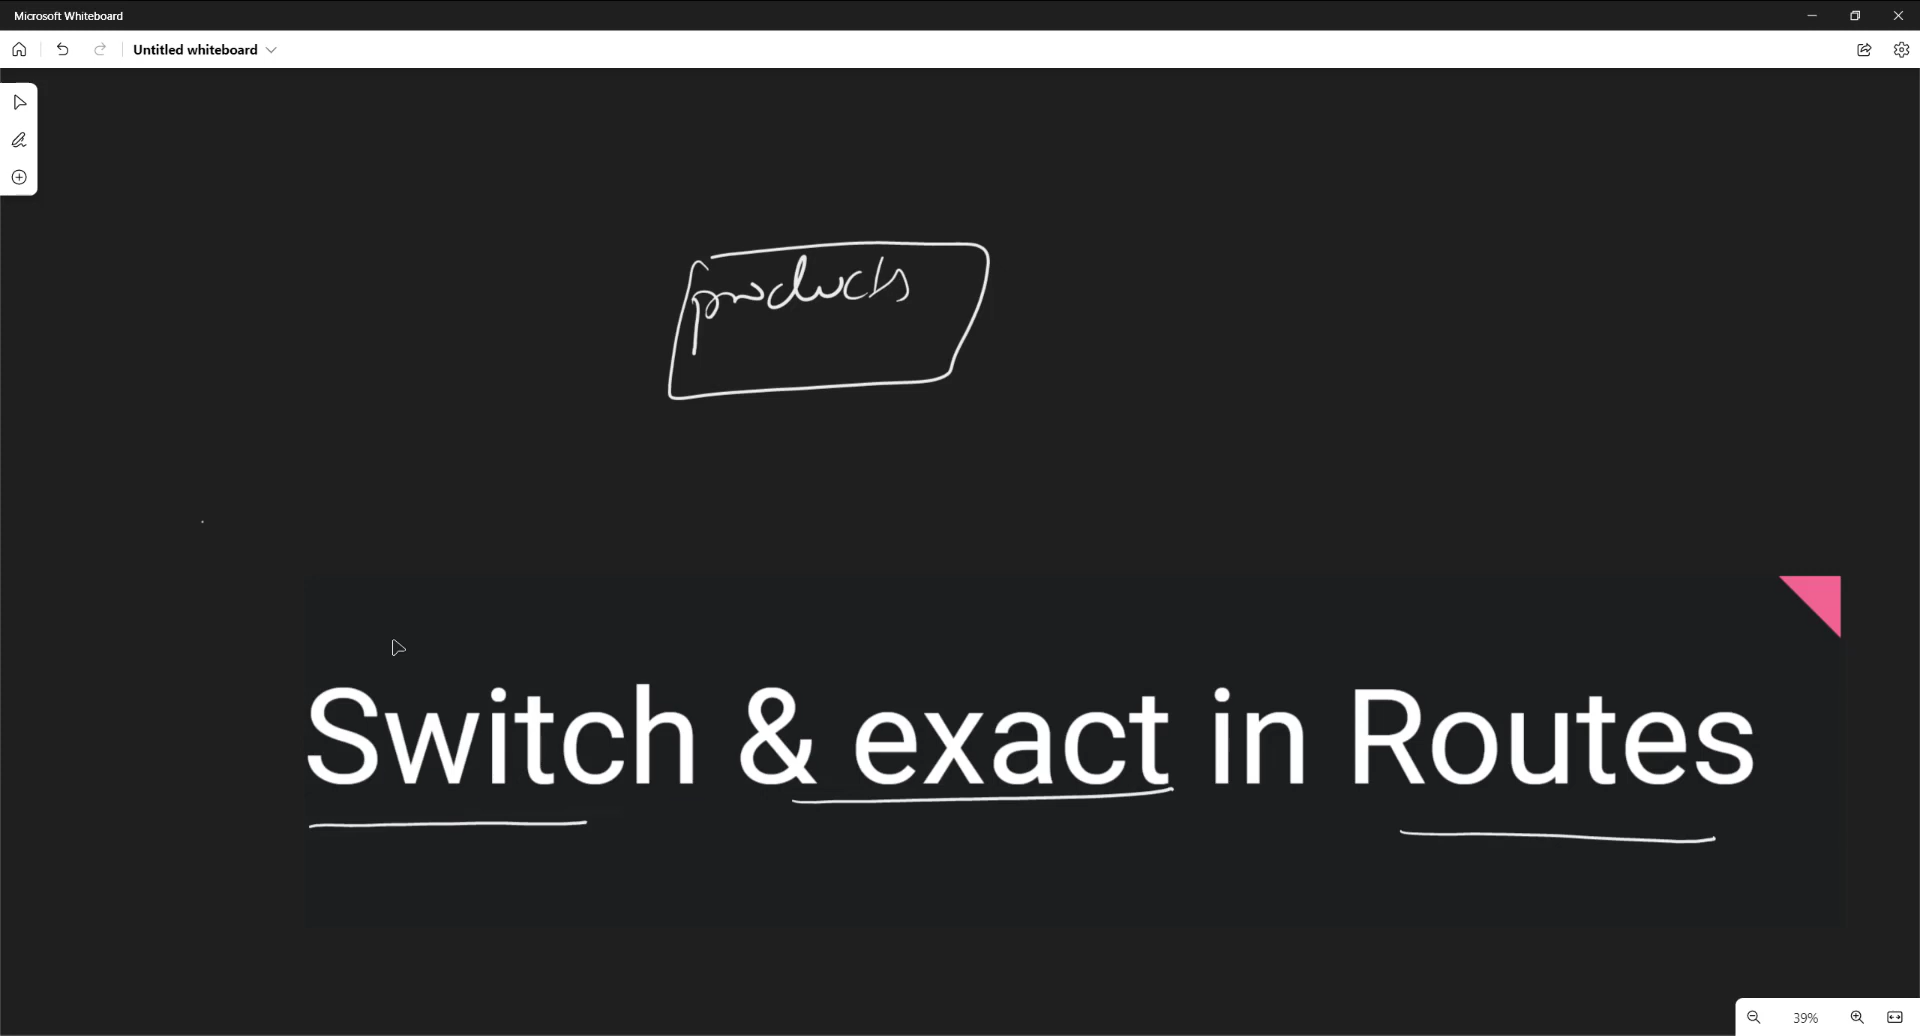 Microsoft Whiteboard
Untitled whiteboard
products
Switch & exact in Routes
39%